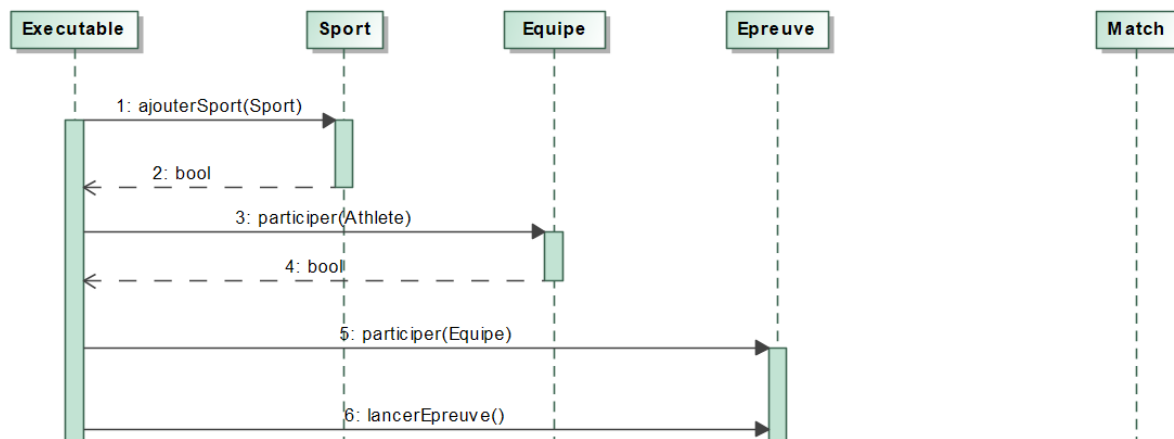 Executable
Sport
Equipe
Epreuve
Match
1: ajouterSport(Sport)
2: bool
3: participer(Athlete)
4: bool
5: participer(Equipe)
6: lancerEpreuve()